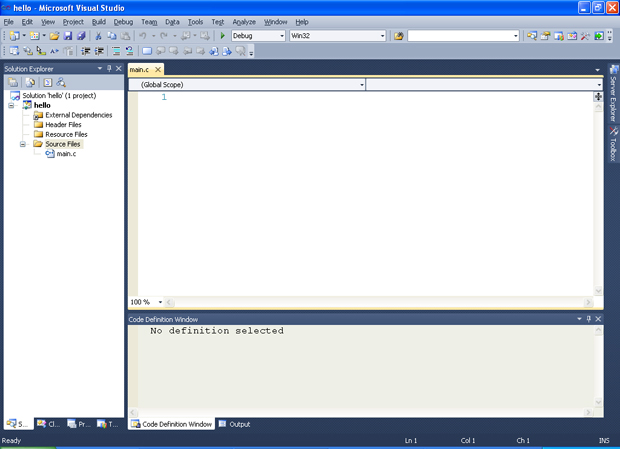 hello - Microsoft Visual Studio
File Edit View Project Build Debug Team Data Tools Test Analyze Window Help
Debug Win32
Solution Explorer
main.c
(Global Scope)
1
Solution 'hello' (1 project)
hello
External Dependencies
Header Files
Resource Files
Source Files
main.c
Server Explorer
Toolbox
100 %
Code Definition Window
No definition selected
S... Cl... Pr... T... Code Definition Window Output
Ready Ln 1 Col 1 Ch 1 INS